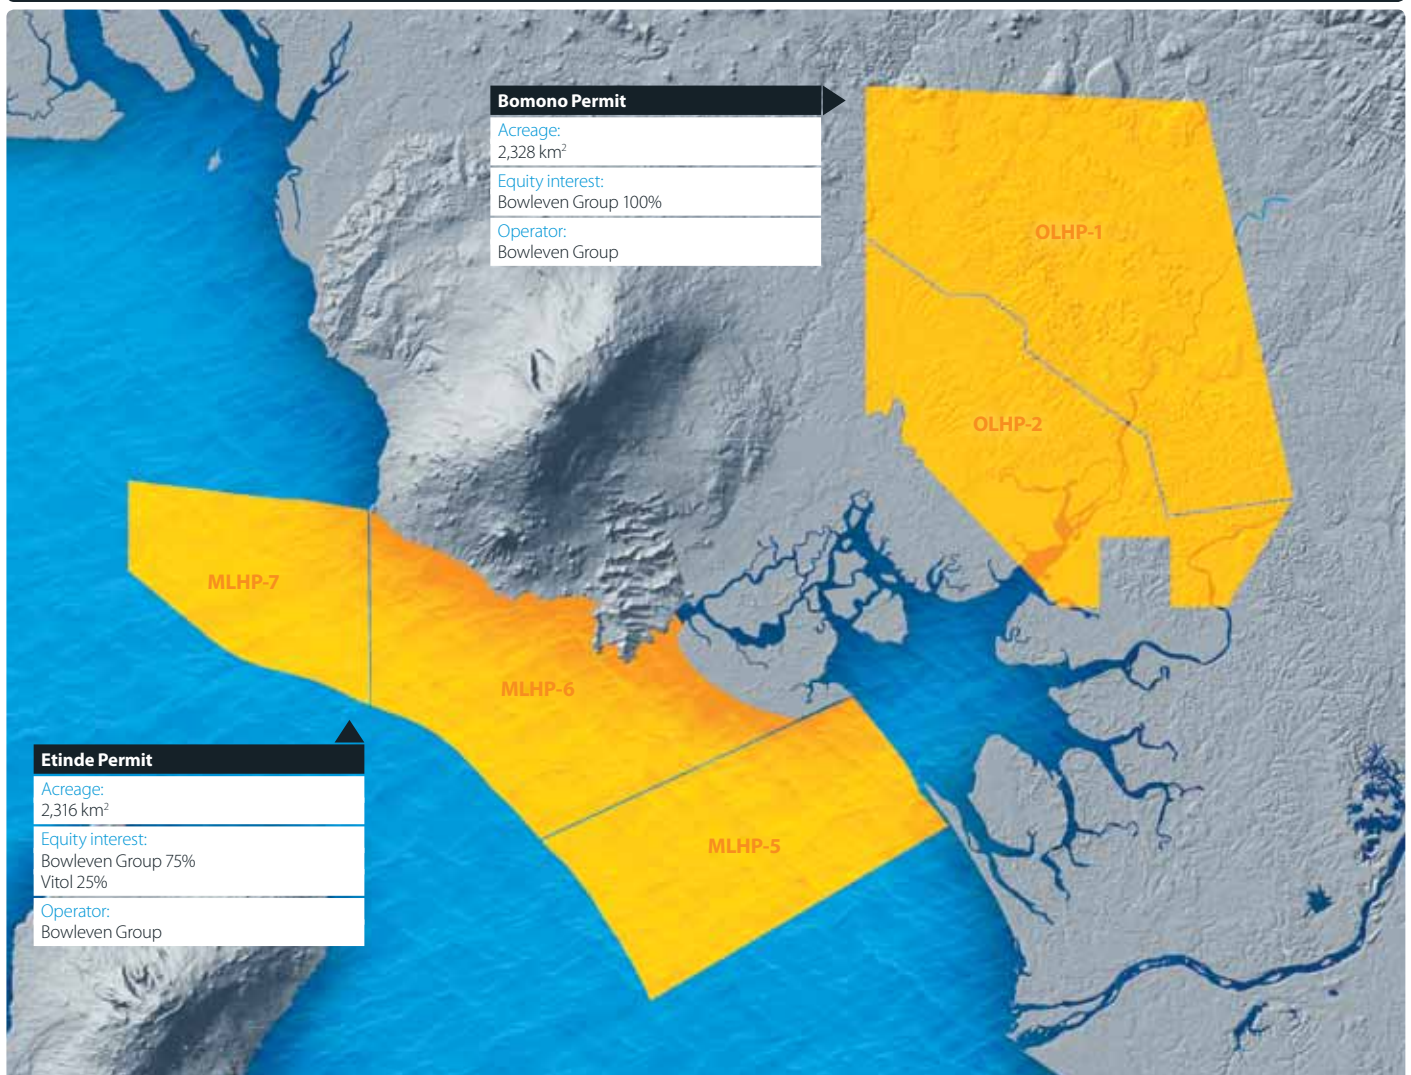 Bomono Permit
Acreage:
2,328 km²
Equity interest:
Bowleven Group 100%
Operator:
Bowleven Group
OLHP-1
OLHP-2
MLHP-7
MLHP-6
MLHP-5
Etinde Permit
Acreage:
2,316 km²
Equity interest:
Bowleven Group 75%
Vitol 25%
Operator:
Bowleven Group